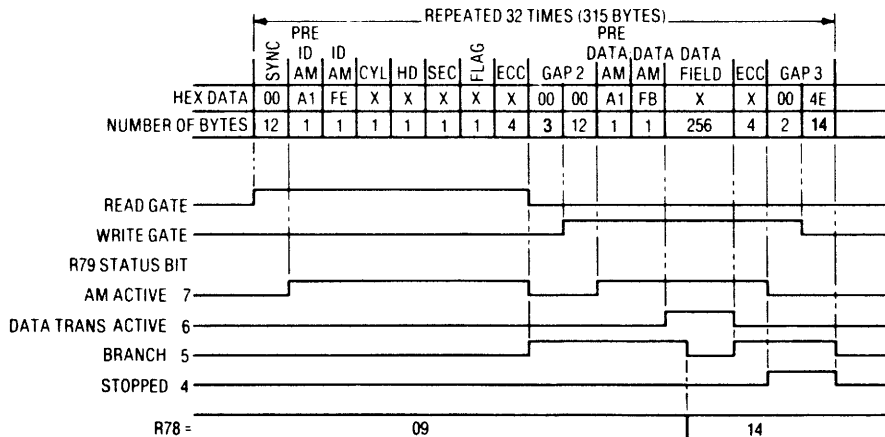 REPEATED 32 TIMES (315 BYTES)
SYNC PRE ID AM ID AM CYL HD SEC FLAG ECC GAP 2 PRE DATA AM DATA AM DATA FIELD ECC GAP 3
HEX DATA 00 A1 FE X X X X X 00 00 A1 FB X X 00 4E
NUMBER OF BYTES 12 1 1 1 1 1 1 4 3 12 1 1 256 4 2 14
READ GATE
WRITE GATE
R79 STATUS BIT
AM ACTIVE 7
DATA TRANS ACTIVE 6
BRANCH 5
STOPPED 4
R78 = 09 14